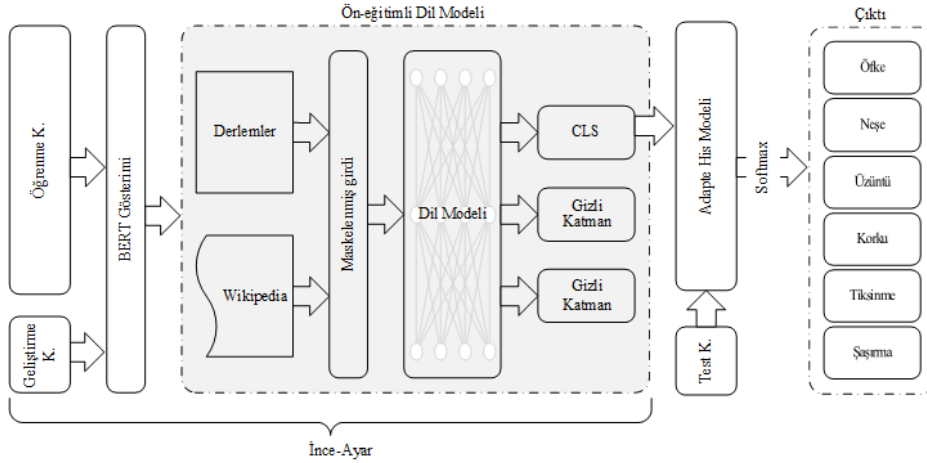 Ön-eğitimli Dil Modeli
Çıktı
Öğrenme K.
Geliştirme
K.
BERT Gösterimi
Derlemler
Wikipedia
Maskelenmiş girdi
Dil Modeli
CLS
Gizli
Katman
Gizli
Katman
Adapte His Modeli
Test K.
Softmax
Öfke
Neşe
Üzüntü
Korku
Tiksinme
Şaşırma
İnce-Ayar